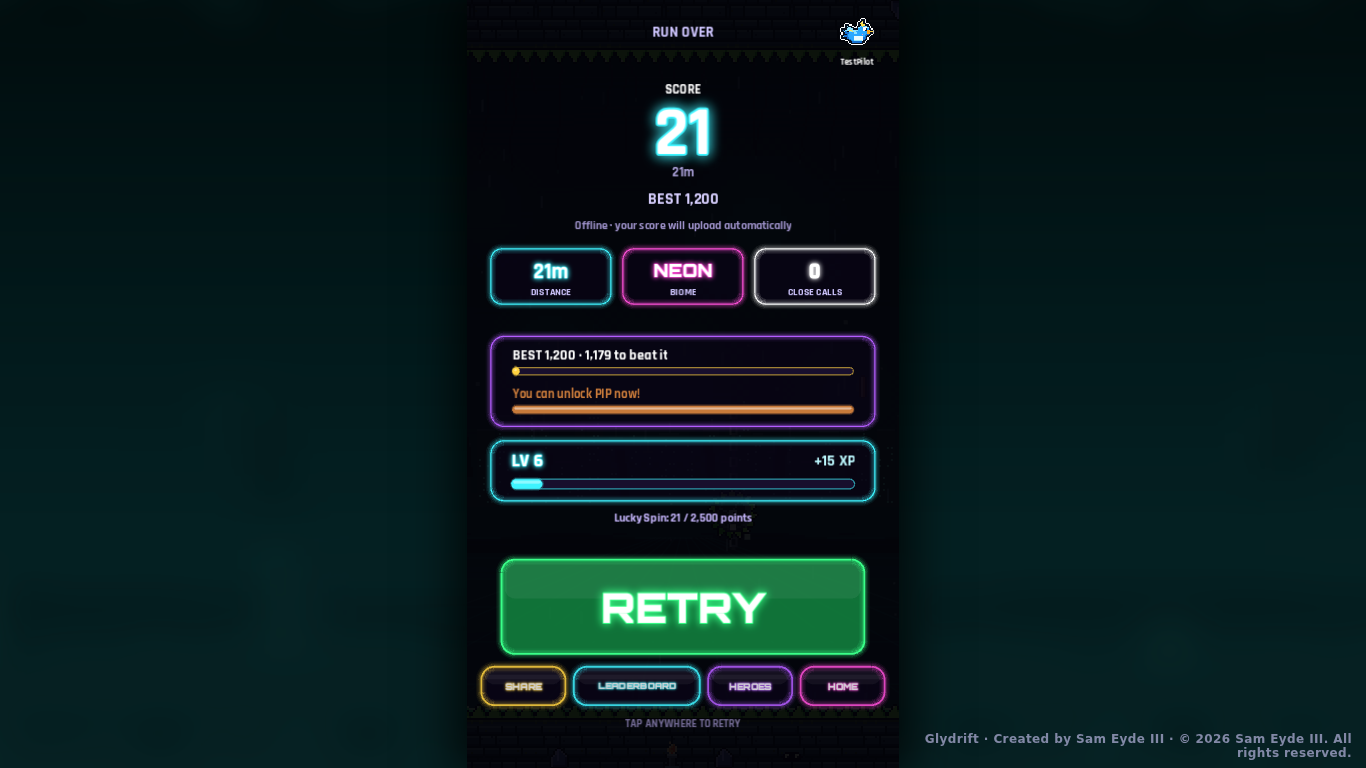 RUN OVER
TestPilot
SCORE
21
21m
BEST 1,200
Offline · your score will upload automatically
21m
DISTANCE
NEON
BIOME
0
CLOSE CALLS
BEST 1,200 · 1,179 to beat it
You can unlock PIP now!
LV 6
+15 XP
Lucky Spin: 21 / 2,500 points
RETRY
SHARE
LEADERBOARD
HEROES
HOME
TAP ANYWHERE TO RETRY
Glydrift · Created by Sam Eyde III · © 2026 Sam Eyde III. All
rights reserved.